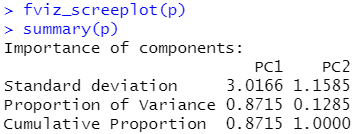 > fviz_screeplot(p)
> summary(p)
Importance of components:
                          PC1    PC2
Standard deviation     3.0166 1.1585
Proportion of Variance 0.8715 0.1285
Cumulative Proportion  0.8715 1.0000